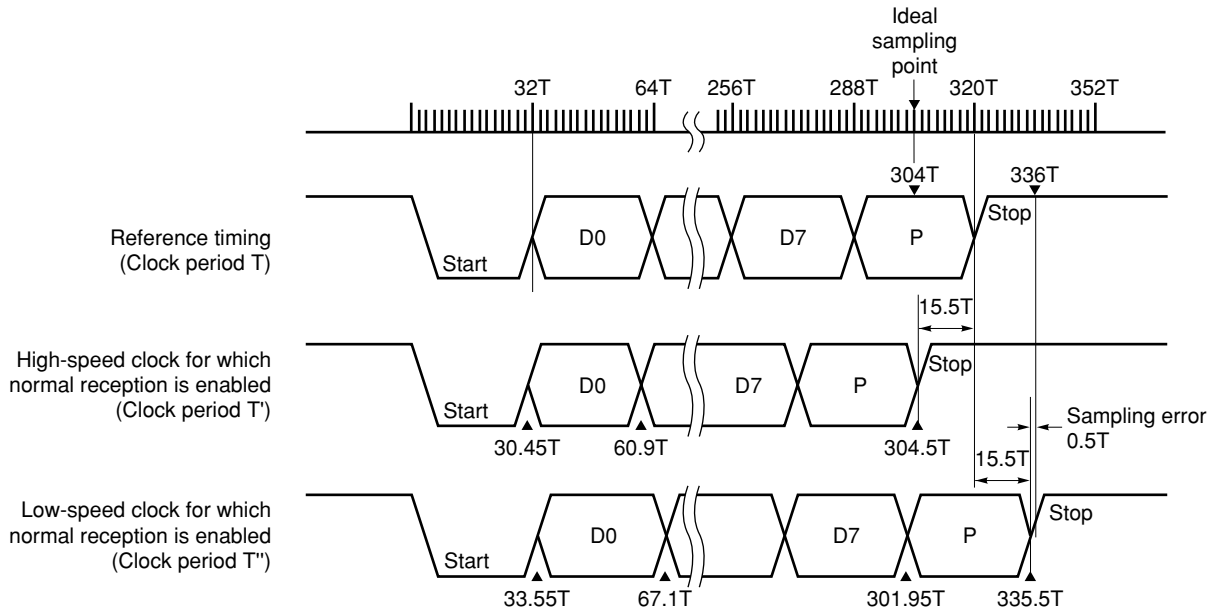 Ideal
sampling
point
32T 64T 256T 288T 320T 352T
304T 336T
Reference timing
(Clock period T)
Start D0 D7 P Stop
15.5T
High-speed clock for which
normal reception is enabled
(Clock period T')
Start D0 D7 P Stop
30.45T 60.9T 304.5T
Sampling error
0.5T
15.5T
Low-speed clock for which
normal reception is enabled
(Clock period T")
Start D0 D7 P Stop
33.55T 67.1T 301.95T 335.5T